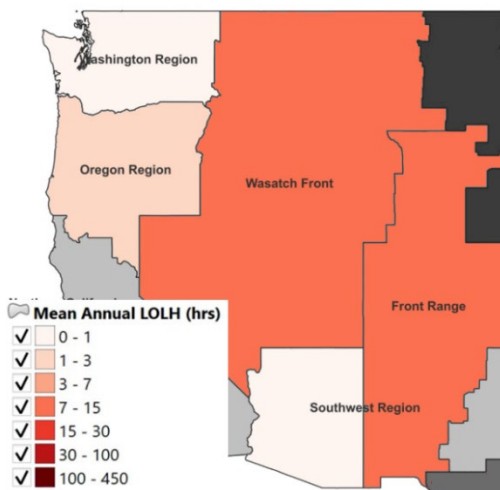 Washington Region
Oregon Region
Wasatch Front
Front Range
Southwest Region
Mean Annual LOLH (hrs)
0 - 1
1 - 3
3 - 7
7 - 15
15 - 30
30 - 100
100 - 450